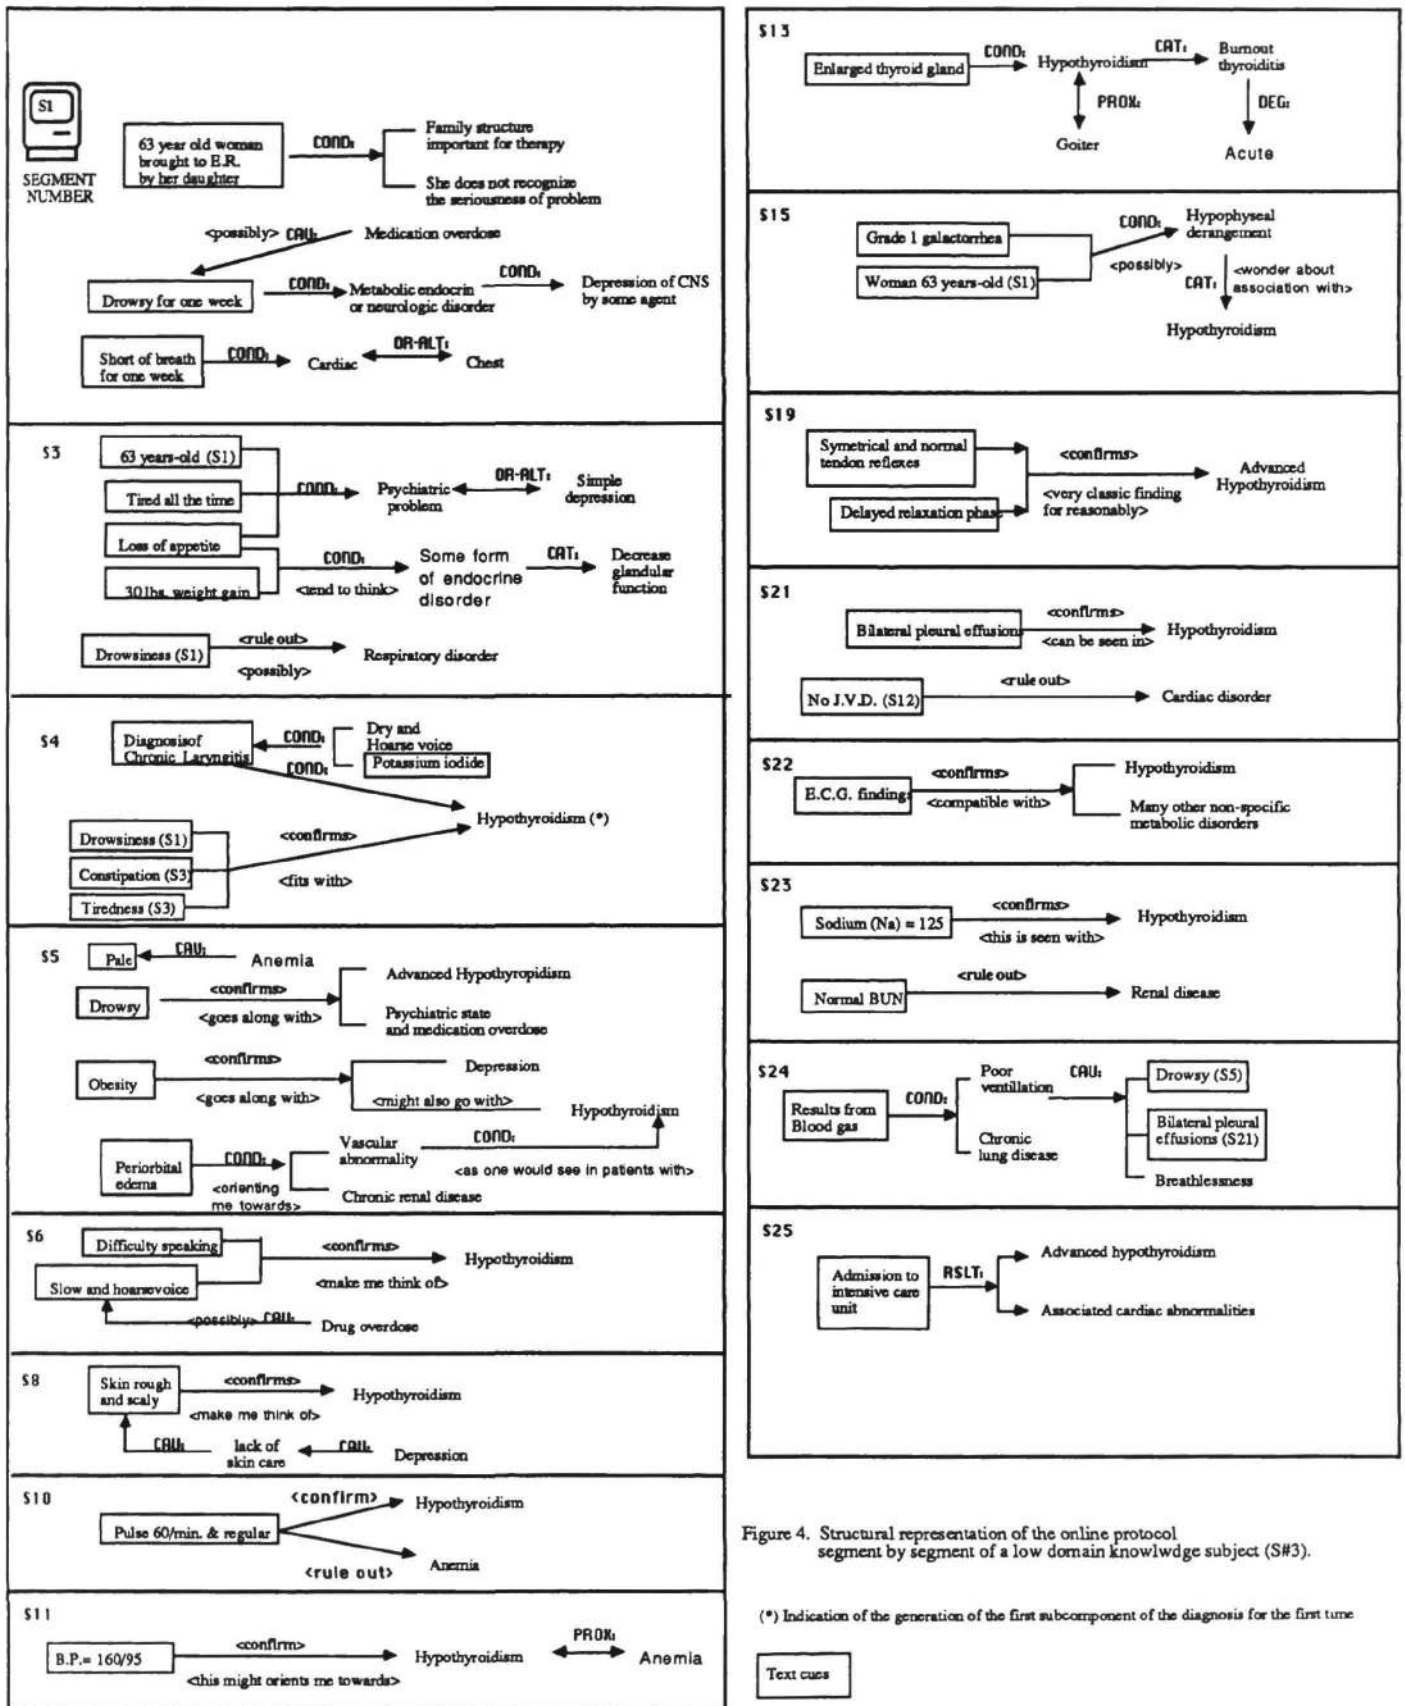 S1
SEGMENT
NUMBER
63 year old woman
brought to E.R.
by her daughter
COND:
Family structure
important for therapy
She does not recognize
the seriousness of problem
<possibly> CAU:
Medication overdose
Drowsy for one week
COND:
Metabolic endocrin
or neurologic disorder
COND:
Depression of CNS
by some agent
Short of breath
for one week
COND:
Cardiac
OR-ALT:
Chest
S3
63 years-old (S1)
Tired all the time
Loss of appetite
30 lbs. weight gain
COND:
Psychiatric
problem
OR-ALT:
Simple
depression
COND:
<tend to think>
Some form
of endocrine
disorder
CAT:
Decrease
glandular
function
Drowsiness (S1)
<rule out>
<possibly>
Respiratory disorder
S4
Diagnosisof
Chronic Laryngitis
COND:
Dry and
Hoarse voice
Potassium iodide
COND:
Hypothyroidism (*)
Drowsiness (S1)
Constipation (S3)
Tiredness (S3)
<confirms>
<fits with>
S5
Pale
CAU:
Anemia
Drowsy
<confirms>
<goes along with>
Advanced Hypothyropidism
Psychiatric state
and medication overdose
Obesity
<confirms>
<goes along with>
Depression
<might also go with>
Hypothyroidism
Periorbital
edema
COND:
<orienting
me towards>
Vascular
abnormality
Chronic renal disease
COND:
<as one would see in patients with>
S6
Difficulty speaking
Slow and hoarsevoice
<confirms>
<make me think of>
Hypothyroidism
<possibly> CAU:
Drug overdose
S8
Skin rough
and scaly
<confirms>
<make me think of>
Hypothyroidism
CAU:
lack of
skin care
CAU:
Depression
S10
Pulse 60/min. & regular
<confirm>
Hypothyroidism
<rule out>
Anemia
S11
B.P.= 160/95
<confirm>
<this might orients me towards>
Hypothyroidism
PROX:
Anemia
S13
Enlarged thyroid gland
COND:
Hypothyroidism
CAT:
Burnout
thyroiditis
PROX:
Goiter
DEG:
Acute
S15
Grade 1 galactorrhea
Woman 63 years-old (S1)
COND:
<possibly>
Hypophyseal
derangement
CAT:
<wonder about
association with>
Hypothyroidism
S19
Symetrical and normal
tendon reflexes
Delayed relaxation phase
<confirms>
<very classic finding
for reasonably>
Advanced
Hypothyroidism
S21
Bilateral pleural effusions
<confirms>
<can be seen in>
Hypothyroidism
No J.V.D. (S12)
<rule out>
Cardiac disorder
S22
E.C.G. findings
<confirms>
<compatible with>
Hypothyroidism
Many other non-specific
metabolic disorders
S23
Sodium (Na) = 125
<confirms>
<this is seen with>
Hypothyroidism
Normal BUN
<rule out>
Renal disease
S24
Results from
Blood gas
COND:
Poor
ventillation
Chronic
lung disease
CAU:
Drowsy (S5)
Bilateral pleural
effusions (S21)
Breathlessness
S25
Admission to
intensive care
unit
RSLT:
Advanced hypothyroidism
Associated cardiac abnormalities
Figure 4. Structural representation of the online protocol
segment by segment of a low domain knowlwdge subject (S#3).
(*) Indication of the generation of the first subcomponent of the diagnosis for the first time
Text cues